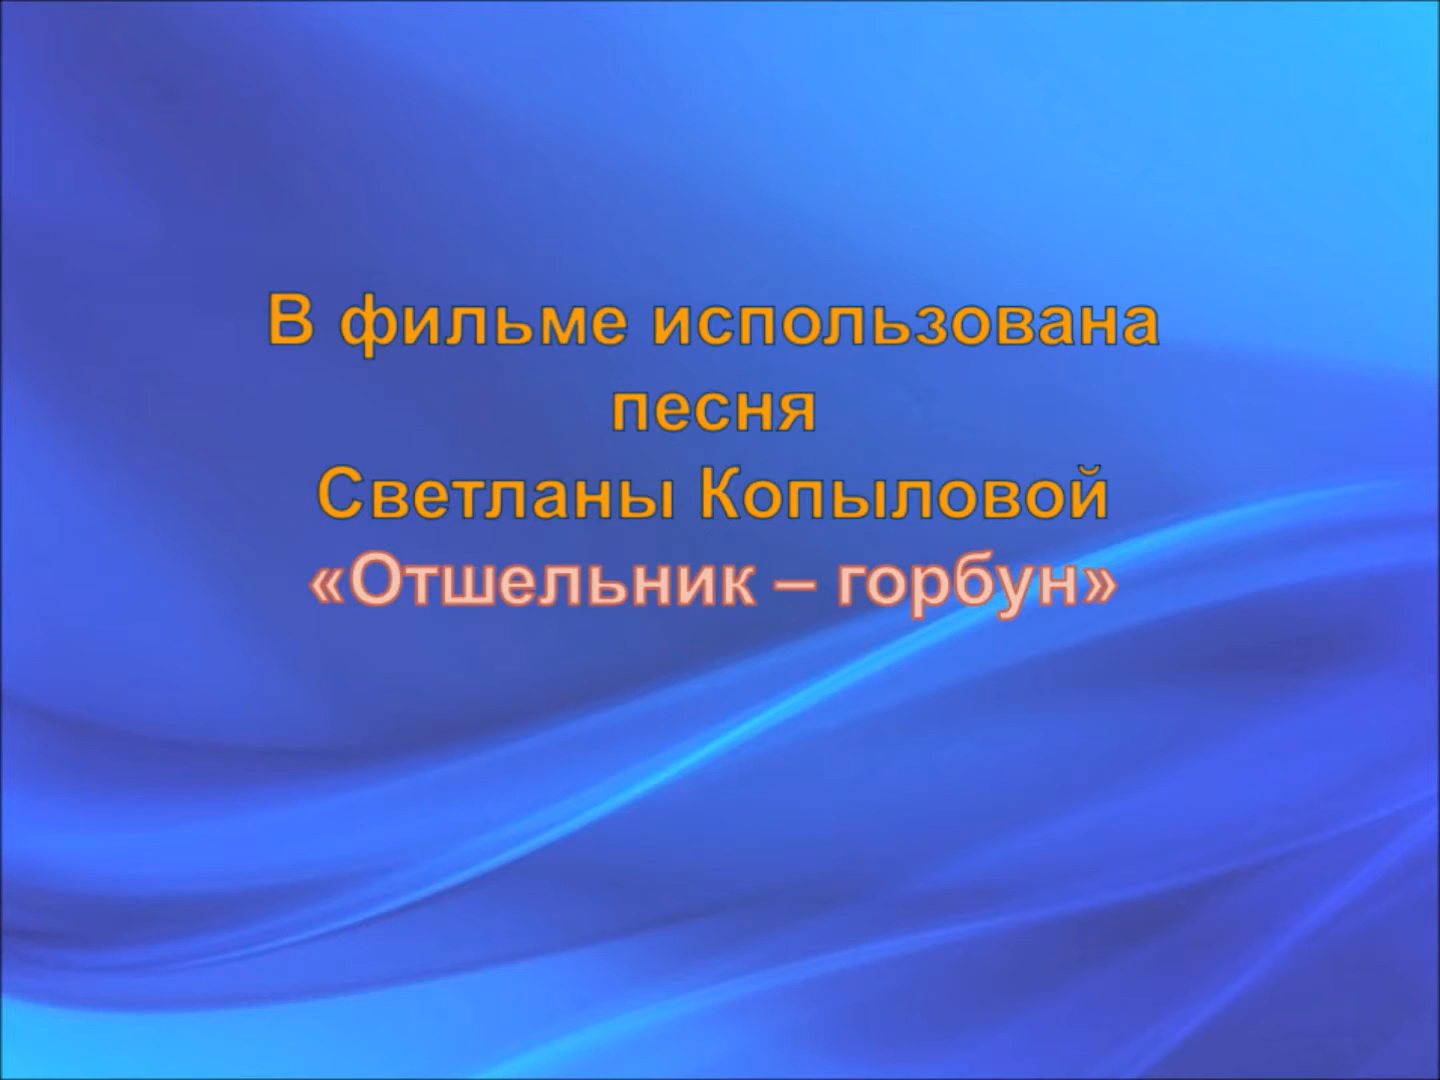 В фильме использована
песня
Светланы Копыловой
«Отшельник – горбун»